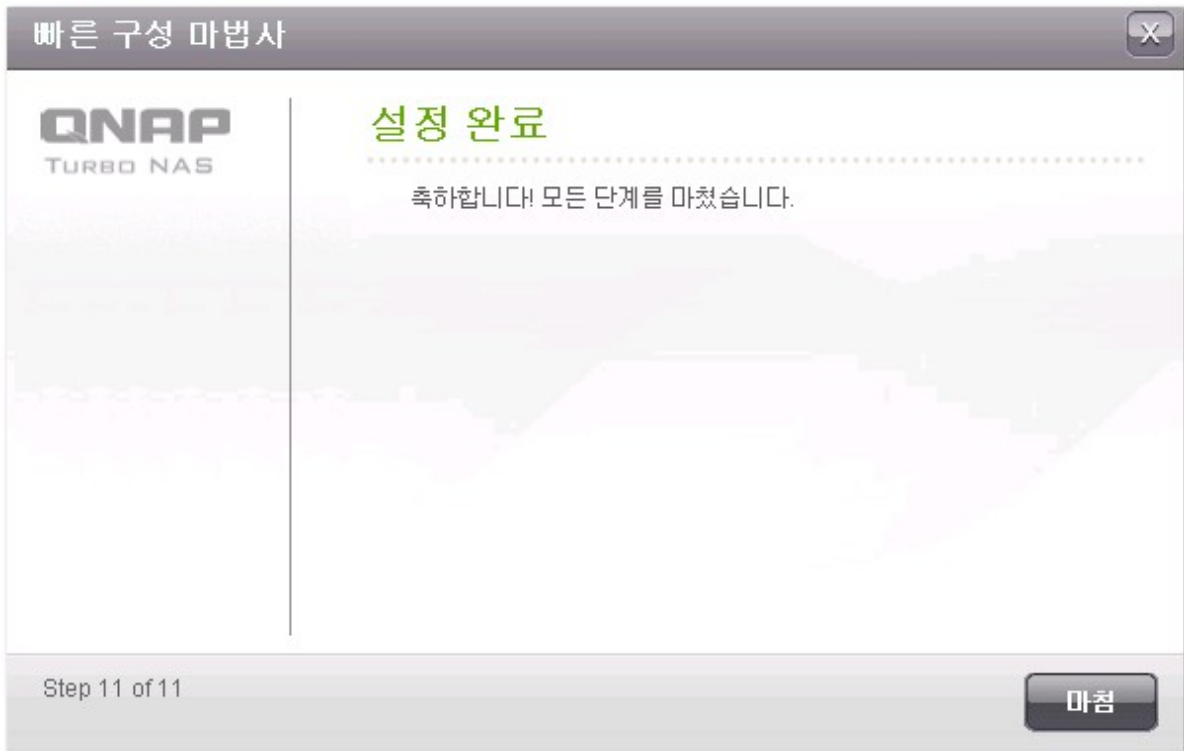 빠른 구성 마법사
X
QNAP
TURBO NAS
설정 완료
축하합니다! 모든 단계를 마쳤습니다.
Step 11 of 11
마침